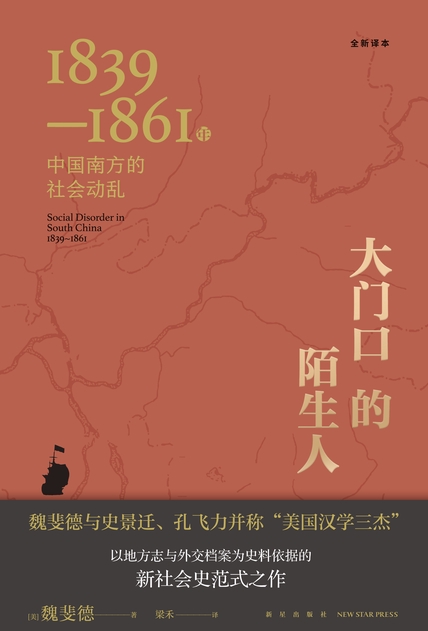 全新译本
1839
—1861年
中国南方的
社会动乱
Social Disorder in
South China
1839–1861
大门口的
陌生人
魏斐德与史景迁、孔飞力并称“美国汉学三杰”
以地方志与外交档案为史料依据的
新社会史范式之作
[美]魏斐德——著 梁禾——译 新星出版社 NEW STAR PRESS